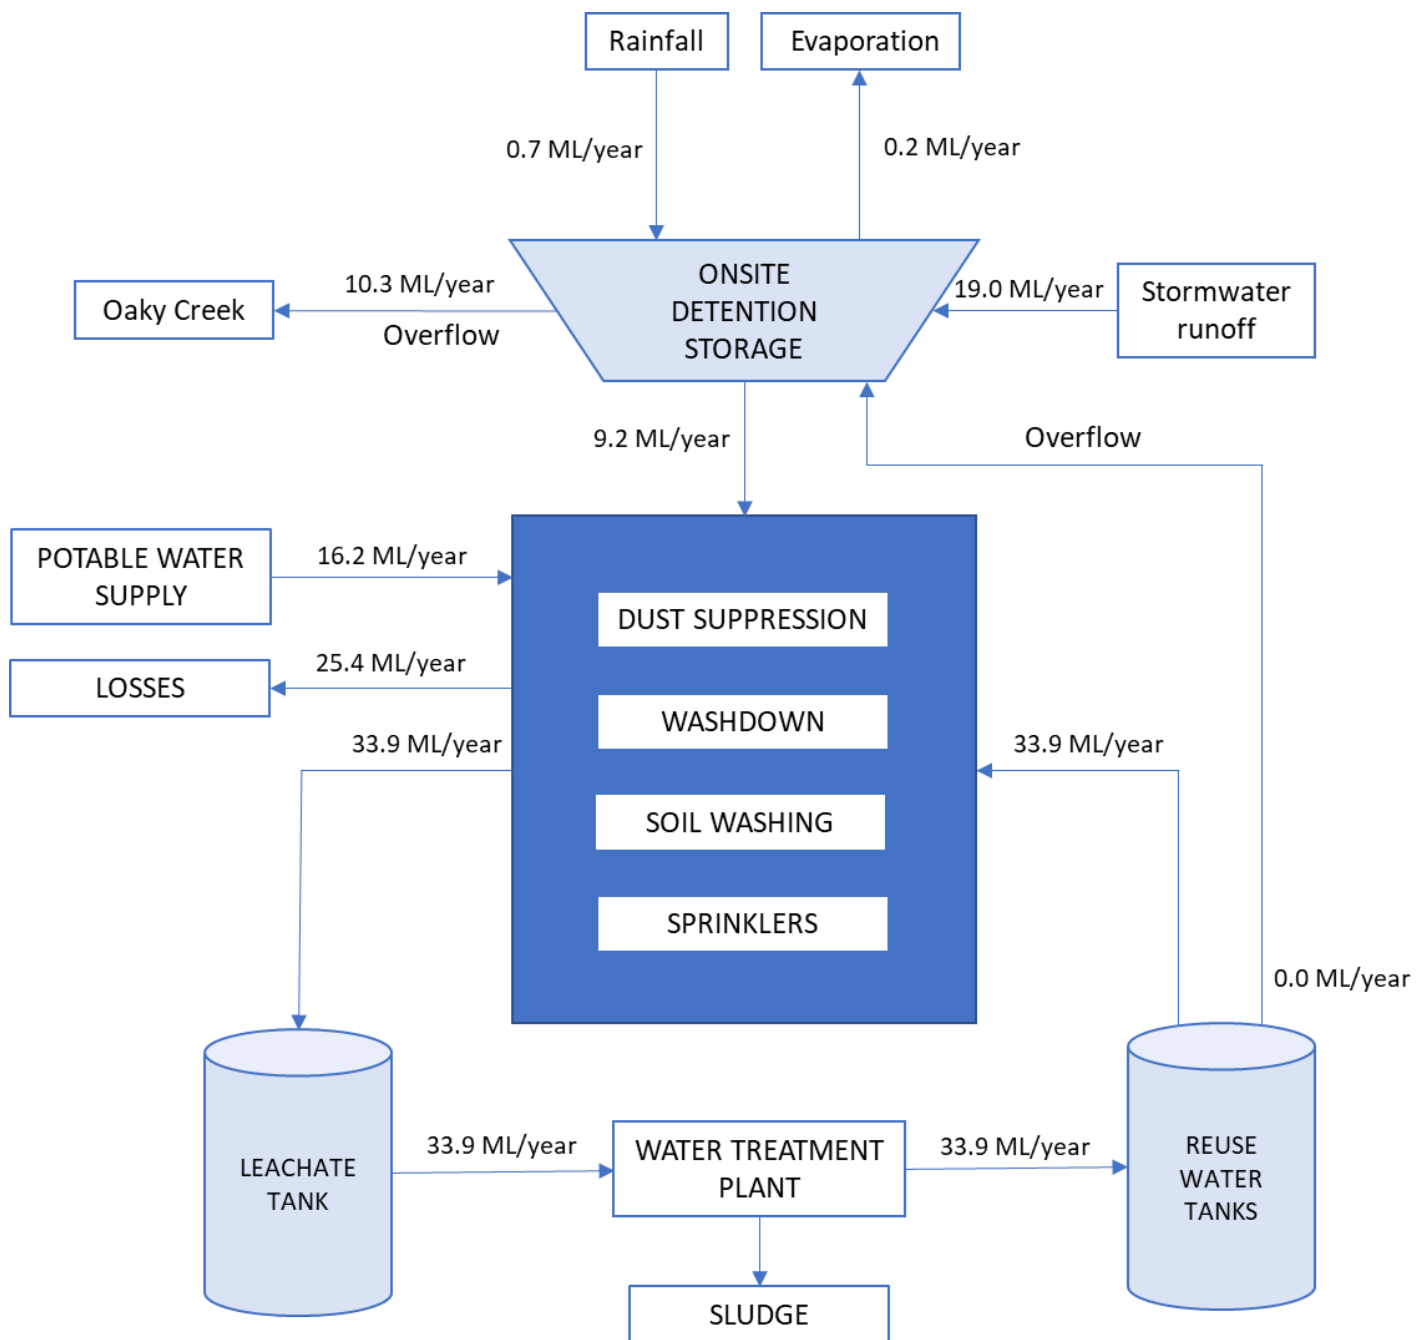 Rainfall
Evaporation
0.7 ML/year
0.2 ML/year
ONSITE
DETENTION
STORAGE
10.3 ML/year
Oaky Creek
Overflow
19.0 ML/year
Stormwater
runoff
9.2 ML/year
Overflow
POTABLE WATER
SUPPLY
16.2 ML/year
DUST SUPPRESSION
25.4 ML/year
LOSSES
WASHDOWN
33.9 ML/year
33.9 ML/year
SOIL WASHING
SPRINKLERS
0.0 ML/year
LEACHATE
TANK
33.9 ML/year
WATER TREATMENT
PLANT
33.9 ML/year
REUSE
WATER
TANKS
SLUDGE